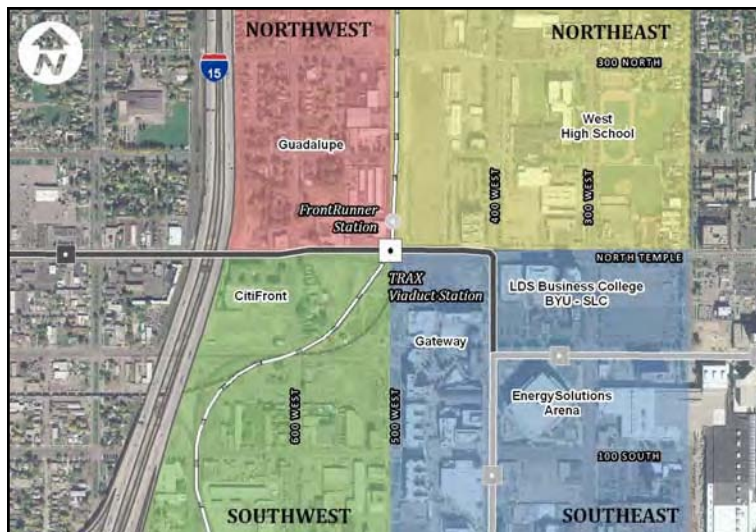 NORTHWEST
NORTHEAST
N
15
300 NORTH
West
High School
Guadalupe
400 WEST
300 WEST
FrontRunner
Station
NORTH TEMPLE
TRAX
Viaduct Station
CitiFront
LDS Business College
BYU - SLC
Gateway
EnergySolutions
Arena
600 WEST
500 WEST
100 SOUTH
SOUTHWEST
SOUTHEAST